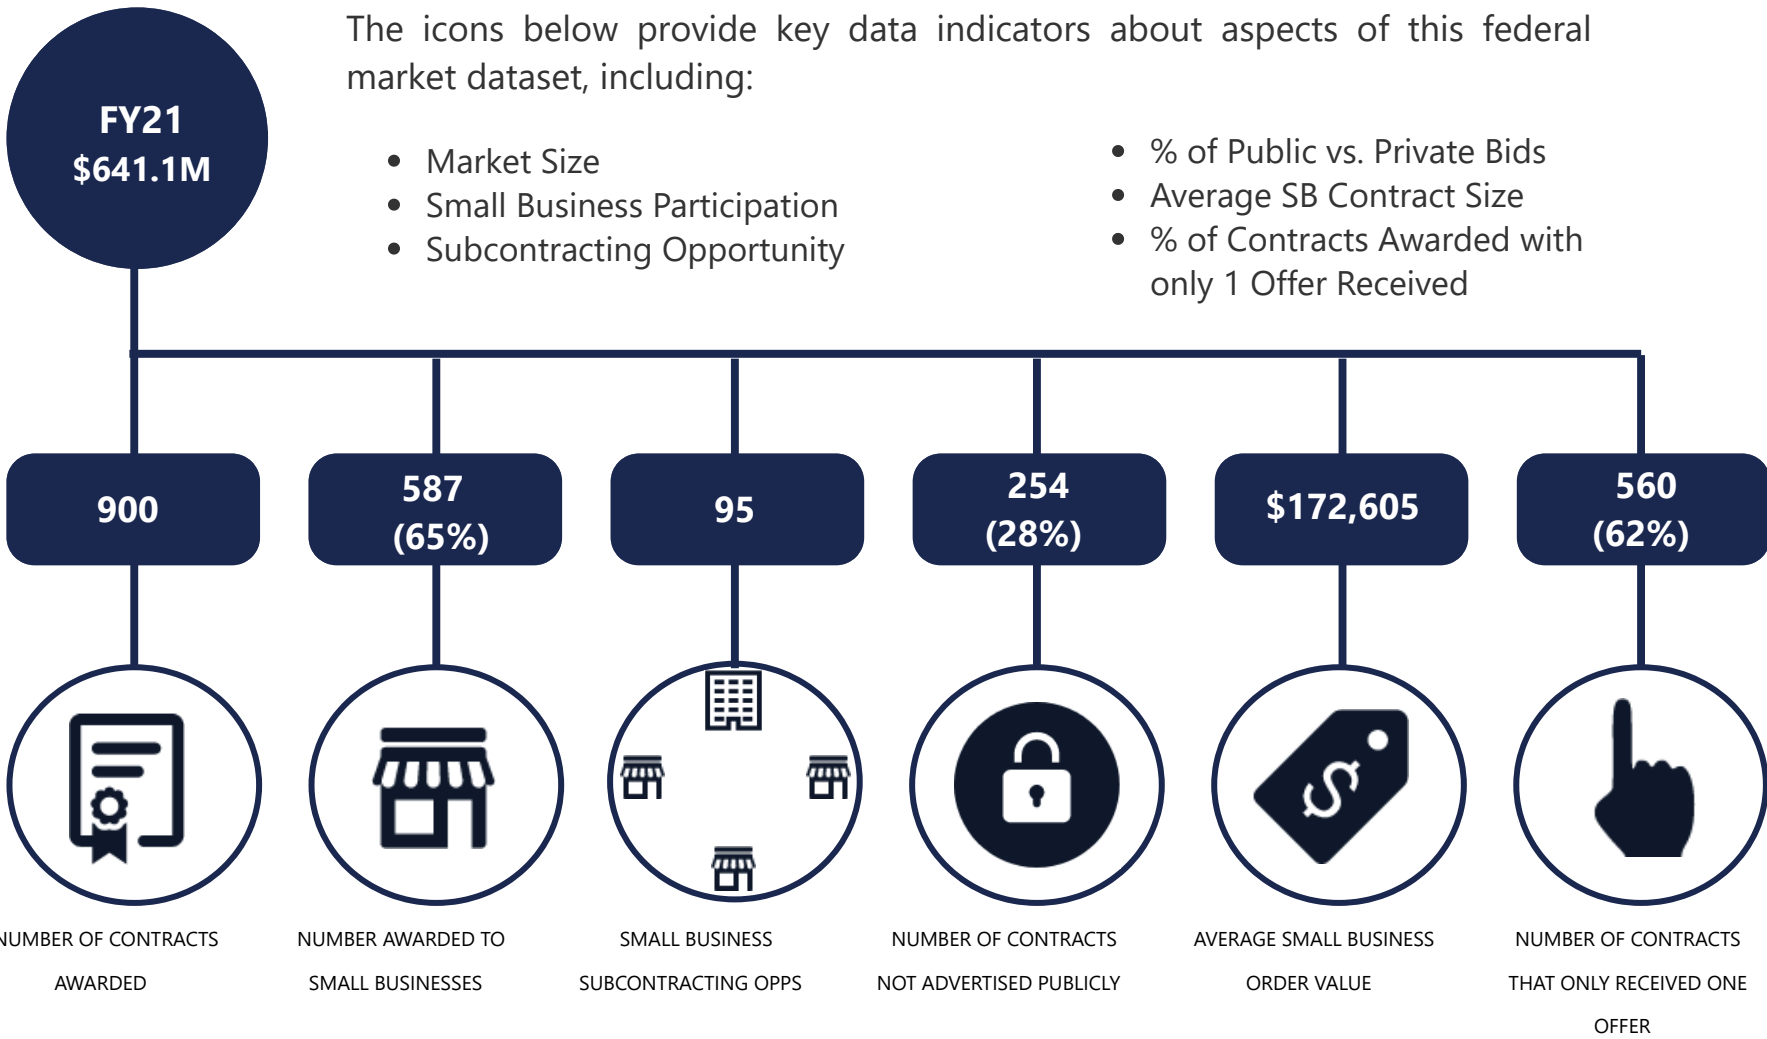 FY21
$641.1M
The icons below provide key data indicators about aspects of this federal
market dataset, including:
• Market Size
• Small Business Participation
• Subcontracting Opportunity
• % of Public vs. Private Bids
• Average SB Contract Size
• % of Contracts Awarded with
only 1 Offer Received
900
587
(65%)
95
254
(28%)
$172,605
560
(62%)
$
NUMBER OF CONTRACTS
AWARDED
NUMBER AWARDED TO
SMALL BUSINESSES
SMALL BUSINESS
SUBCONTRACTING OPPS
NUMBER OF CONTRACTS
NOT ADVERTISED PUBLICLY
AVERAGE SMALL BUSINESS
ORDER VALUE
NUMBER OF CONTRACTS
THAT ONLY RECEIVED ONE
OFFER